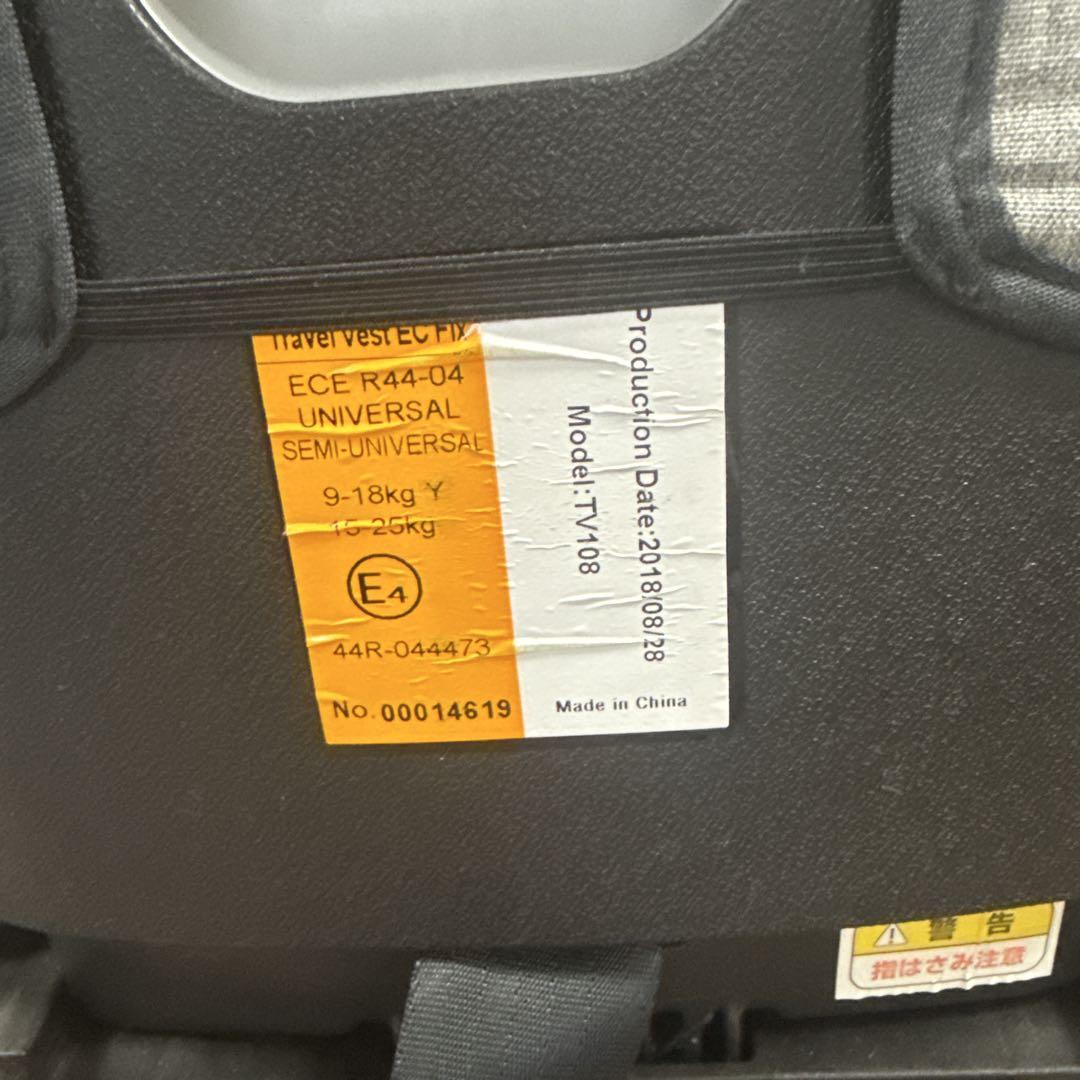 Travel Vest EC Fix
ECE R44-04
UNIVERSAL
SEMI-UNIVERSAL
9-18kg Y
15-25kg
E4
44R-044473
No. 00014619
Production Date:2018/08/28
Model:TV108
Made in China
警告
指はさみ注意